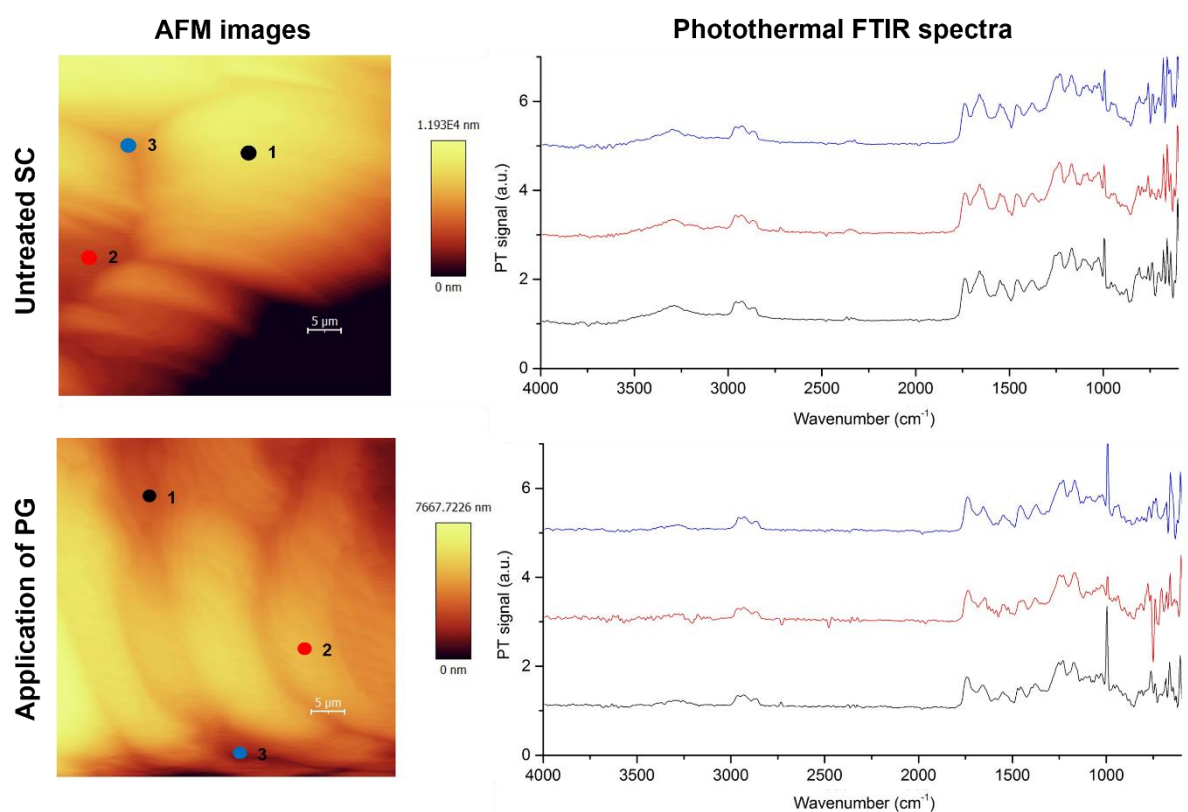 AFM images
Photothermal FTIR spectra
Untreated SC
3
1
2
5 µm
1.193E4 nm
0 nm
PT signal (a.u.)
6
4
2
0
4000 3500 3000 2500 2000 1500 1000
Wavenumber (cm⁻¹)
Application of PG
1
2
5 µm
3
7667.7226 nm
0 nm
PT signal (a.u.)
6
4
2
0
4000 3500 3000 2500 2000 1500 1000
Wavenumber (cm⁻¹)